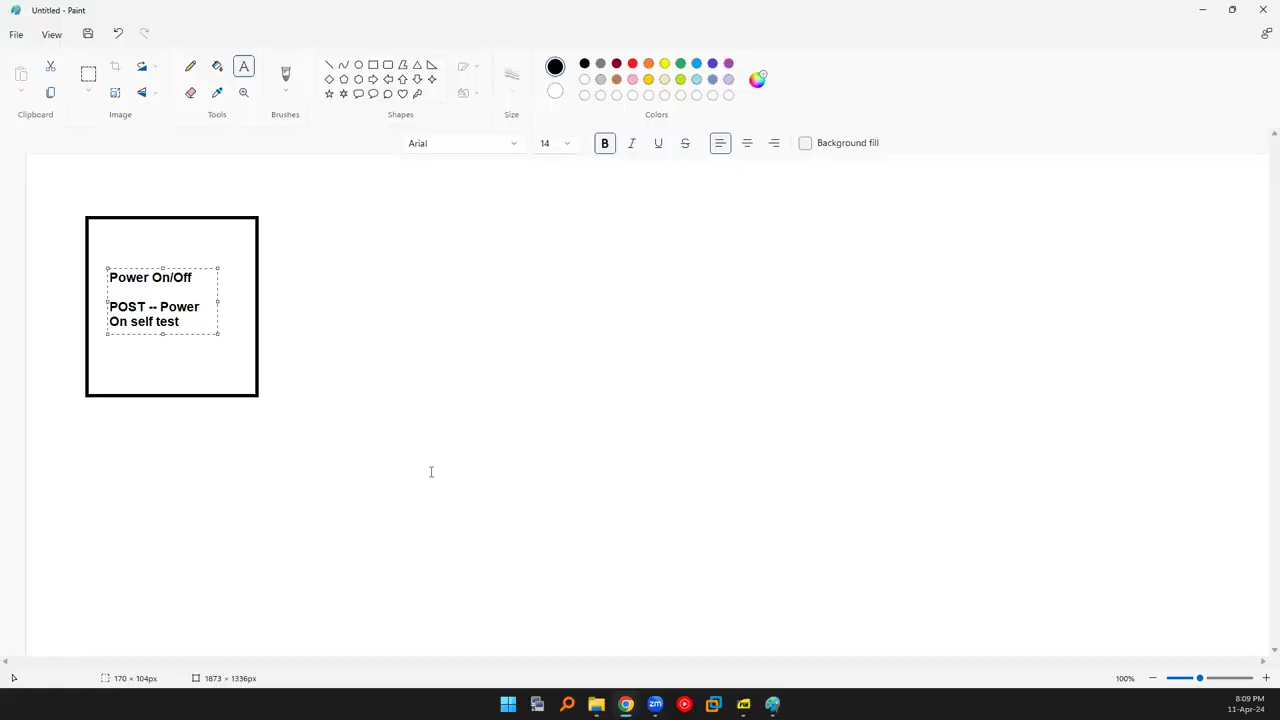 Untitled - Paint
File View
Clipboard Image Tools Brushes Shapes Size Colors
Arial 14 B I U S Background fill
Power On/Off
POST -- Power
On self test
170 × 104px 1873 × 1336px 100%
zm
8:09 PM
11-Apr-24